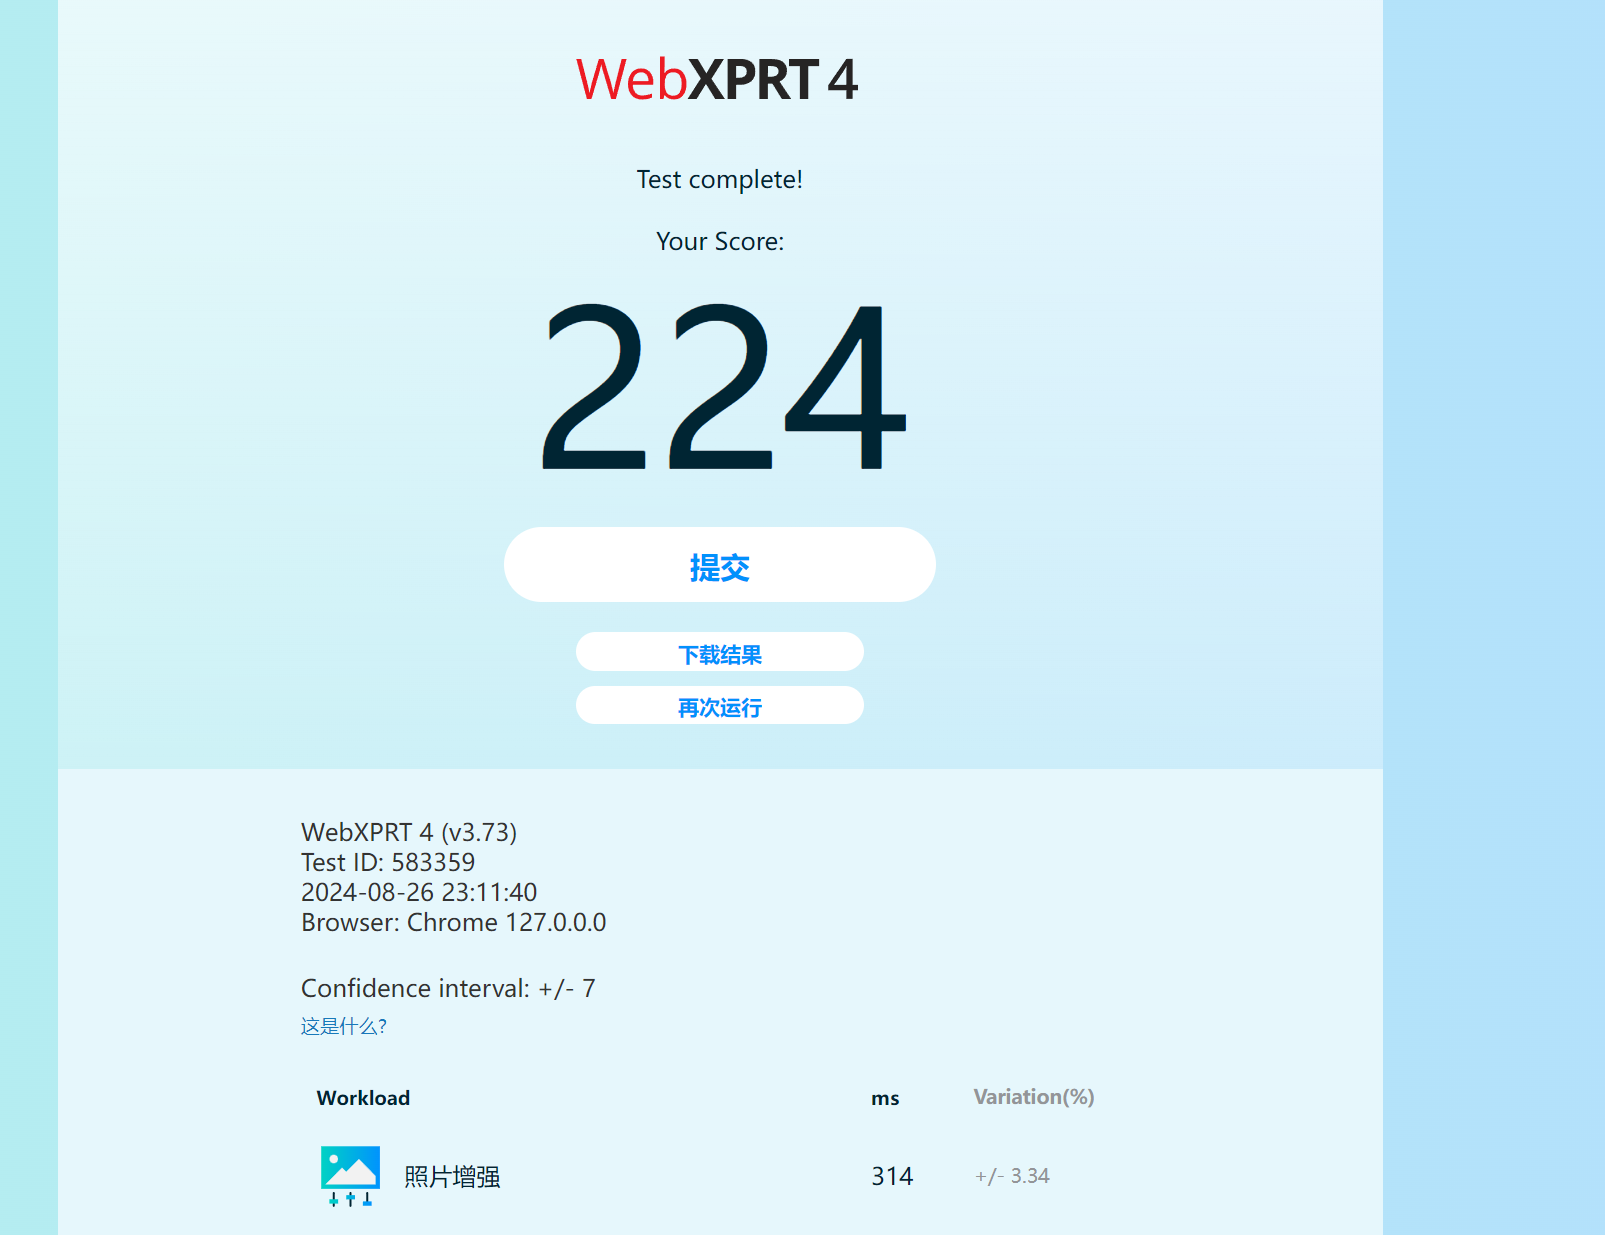 WebXPRT 4
Test complete!
Your Score:
224
提交
下载结果
再次运行
WebXPRT 4 (v3.73)
Test ID: 583359
2024-08-26 23:11:40
Browser: Chrome 127.0.0.0
Confidence interval: +/- 7
这是什么?
Workload ms Variation(%)
照片增强 314 +/- 3.34